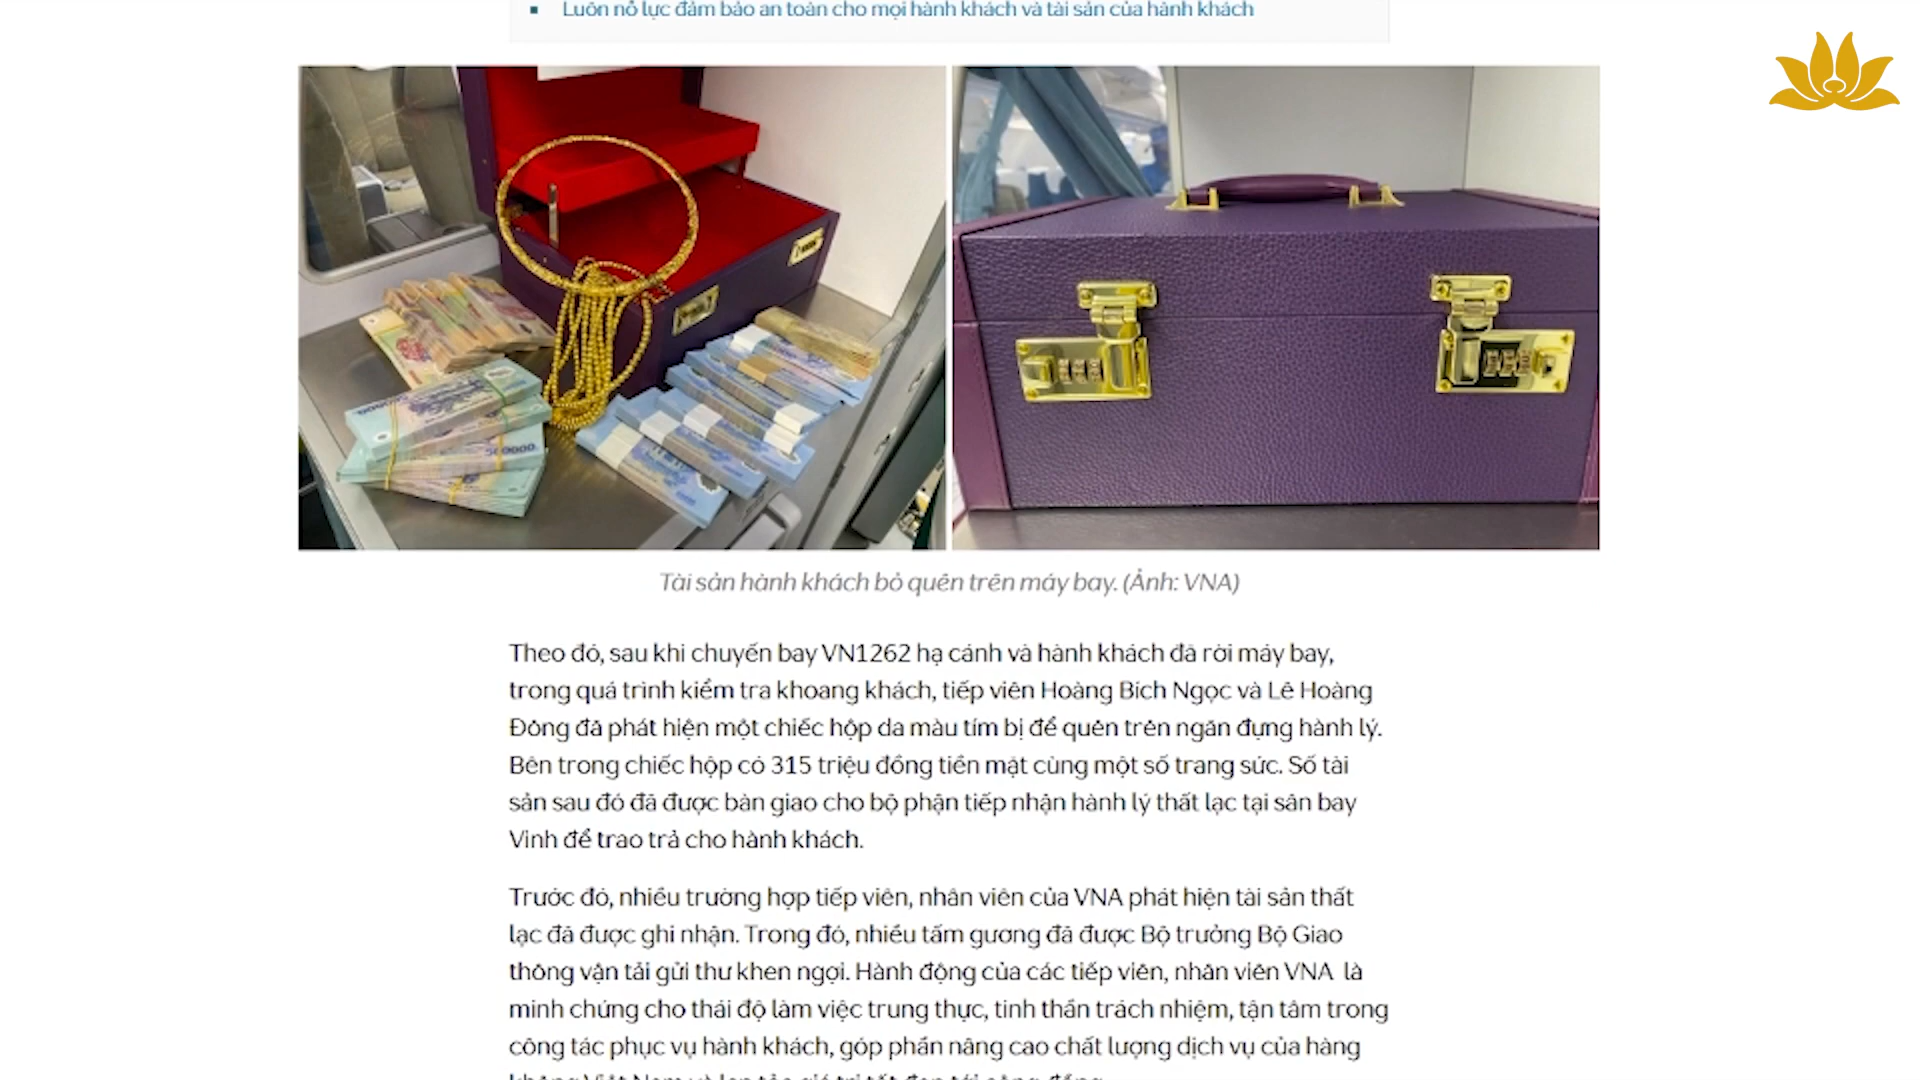 Luôn nỗ lực đảm bảo an toàn cho mọi hành khách và tài sản của hành khách
500000
Tài sản hành khách bỏ quên trên máy bay. (Ảnh: VNA)
Theo đó, sau khi chuyến bay VN1262 hạ cánh và hành khách đã rời máy bay,
trong quá trình kiểm tra khoang khách, tiếp viên Hoàng Bích Ngọc và Lê Hoàng
Đông đã phát hiện một chiếc hộp da màu tím bị để quên trên ngăn đựng hành lý.
Bên trong chiếc hộp có 315 triệu đồng tiền mặt cùng một số trang sức. Số tài
sản sau đó đã được bàn giao cho bộ phận tiếp nhận hành lý thất lạc tại sân bay
Vinh để trao trả cho hành khách.
Trước đó, nhiều trường hợp tiếp viên, nhân viên của VNA phát hiện tài sản thất
lạc đã được ghi nhận. Trong đó, nhiều tấm gương đã được Bộ trưởng Bộ Giao
thông vận tải gửi thư khen ngợi. Hành động của các tiếp viên, nhân viên VNA là
minh chứng cho thái độ làm việc trung thực, tinh thần trách nhiệm, tận tâm trong
công tác phục vụ hành khách, góp phần nâng cao chất lượng dịch vụ của hàng